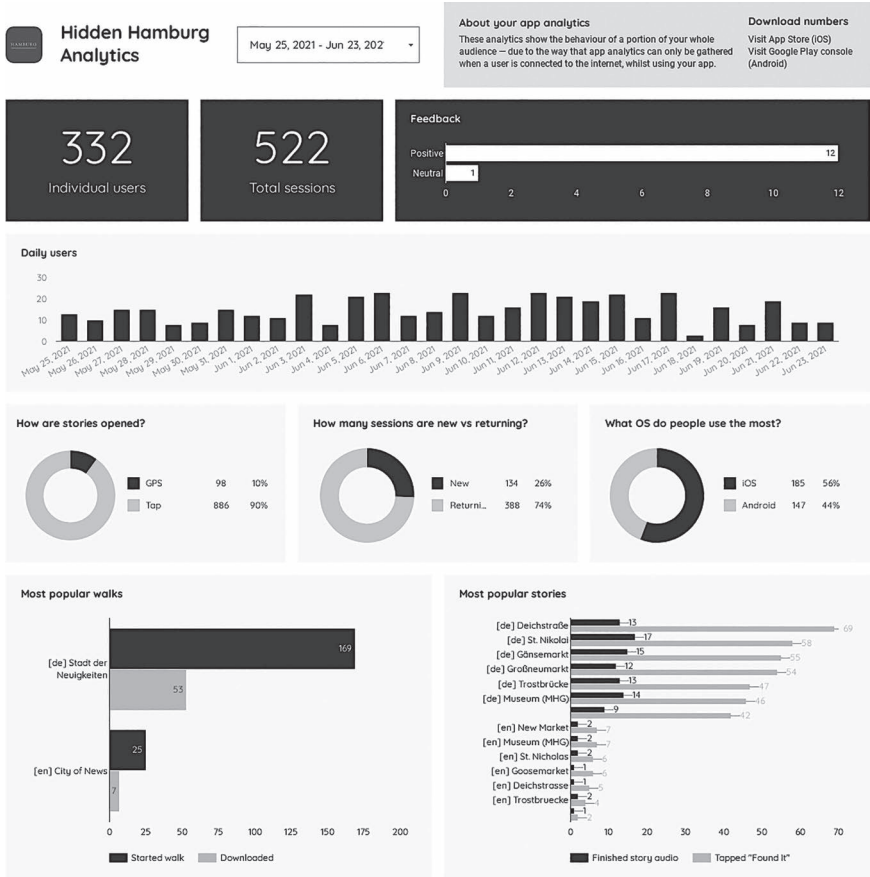 HAMBURG
Hidden Hamburg
Analytics
May 25, 2021 - Jun 23, 202
About your app analytics
These analytics show the behaviour of a portion of your whole
audience — due to the way that app analytics can only be gathered
when a user is connected to the internet, whilst using your app.
Download numbers
Visit App Store (iOS)
Visit Google Play console
(Android)
332
Individual users
522
Total sessions
Feedback
Positive 12
Neutral 1
0 2 4 6 8 10 12
Daily users
30
20
10
0
May 25, 2021
May 26, 2021
May 27, 2021
May 28, 2021
May 29, 2021
May 30, 2021
May 31, 2021
Jun 1, 2021
Jun 2, 2021
Jun 3, 2021
Jun 4, 2021
Jun 5, 2021
Jun 6, 2021
Jun 7, 2021
Jun 8, 2021
Jun 9, 2021
Jun 10, 2021
Jun 11, 2021
Jun 12, 2021
Jun 13, 2021
Jun 14, 2021
Jun 15, 2021
Jun 16, 2021
Jun 17, 2021
Jun 18, 2021
Jun 19, 2021
Jun 20, 2021
Jun 21, 2021
Jun 22, 2021
Jun 23, 2021
How are stories opened?
GPS 98 10%
Tap 886 90%
How many sessions are new vs returning?
New 134 26%
Returni... 388 74%
What OS do people use the most?
iOS 185 56%
Android 147 44%
Most popular walks
[de] Stadt der
Neuigkeiten
169
53
[en] City of News
25
7
0 25 50 75 100 125 150 175 200
Started walk Downloaded
Most popular stories
[de] Deichstraße 13 69
[de] St. Nikolai 17 58
[de] Gänsemarkt 15 55
[de] Großneumarkt 12 54
[de] Trostbrücke 13 47
[de] Museum (MHG) 14 46
9 42
[en] New Market 2 7
[en] Museum (MHG) 2 7
[en] St. Nicholas 2 6
[en] Goosemarket 1 6
[en] Deichstrasse 1 5
[en] Trostbruecke 2 4
1 2
0 10 20 30 40 50 60 70
Finished story audio Tapped "Found It"